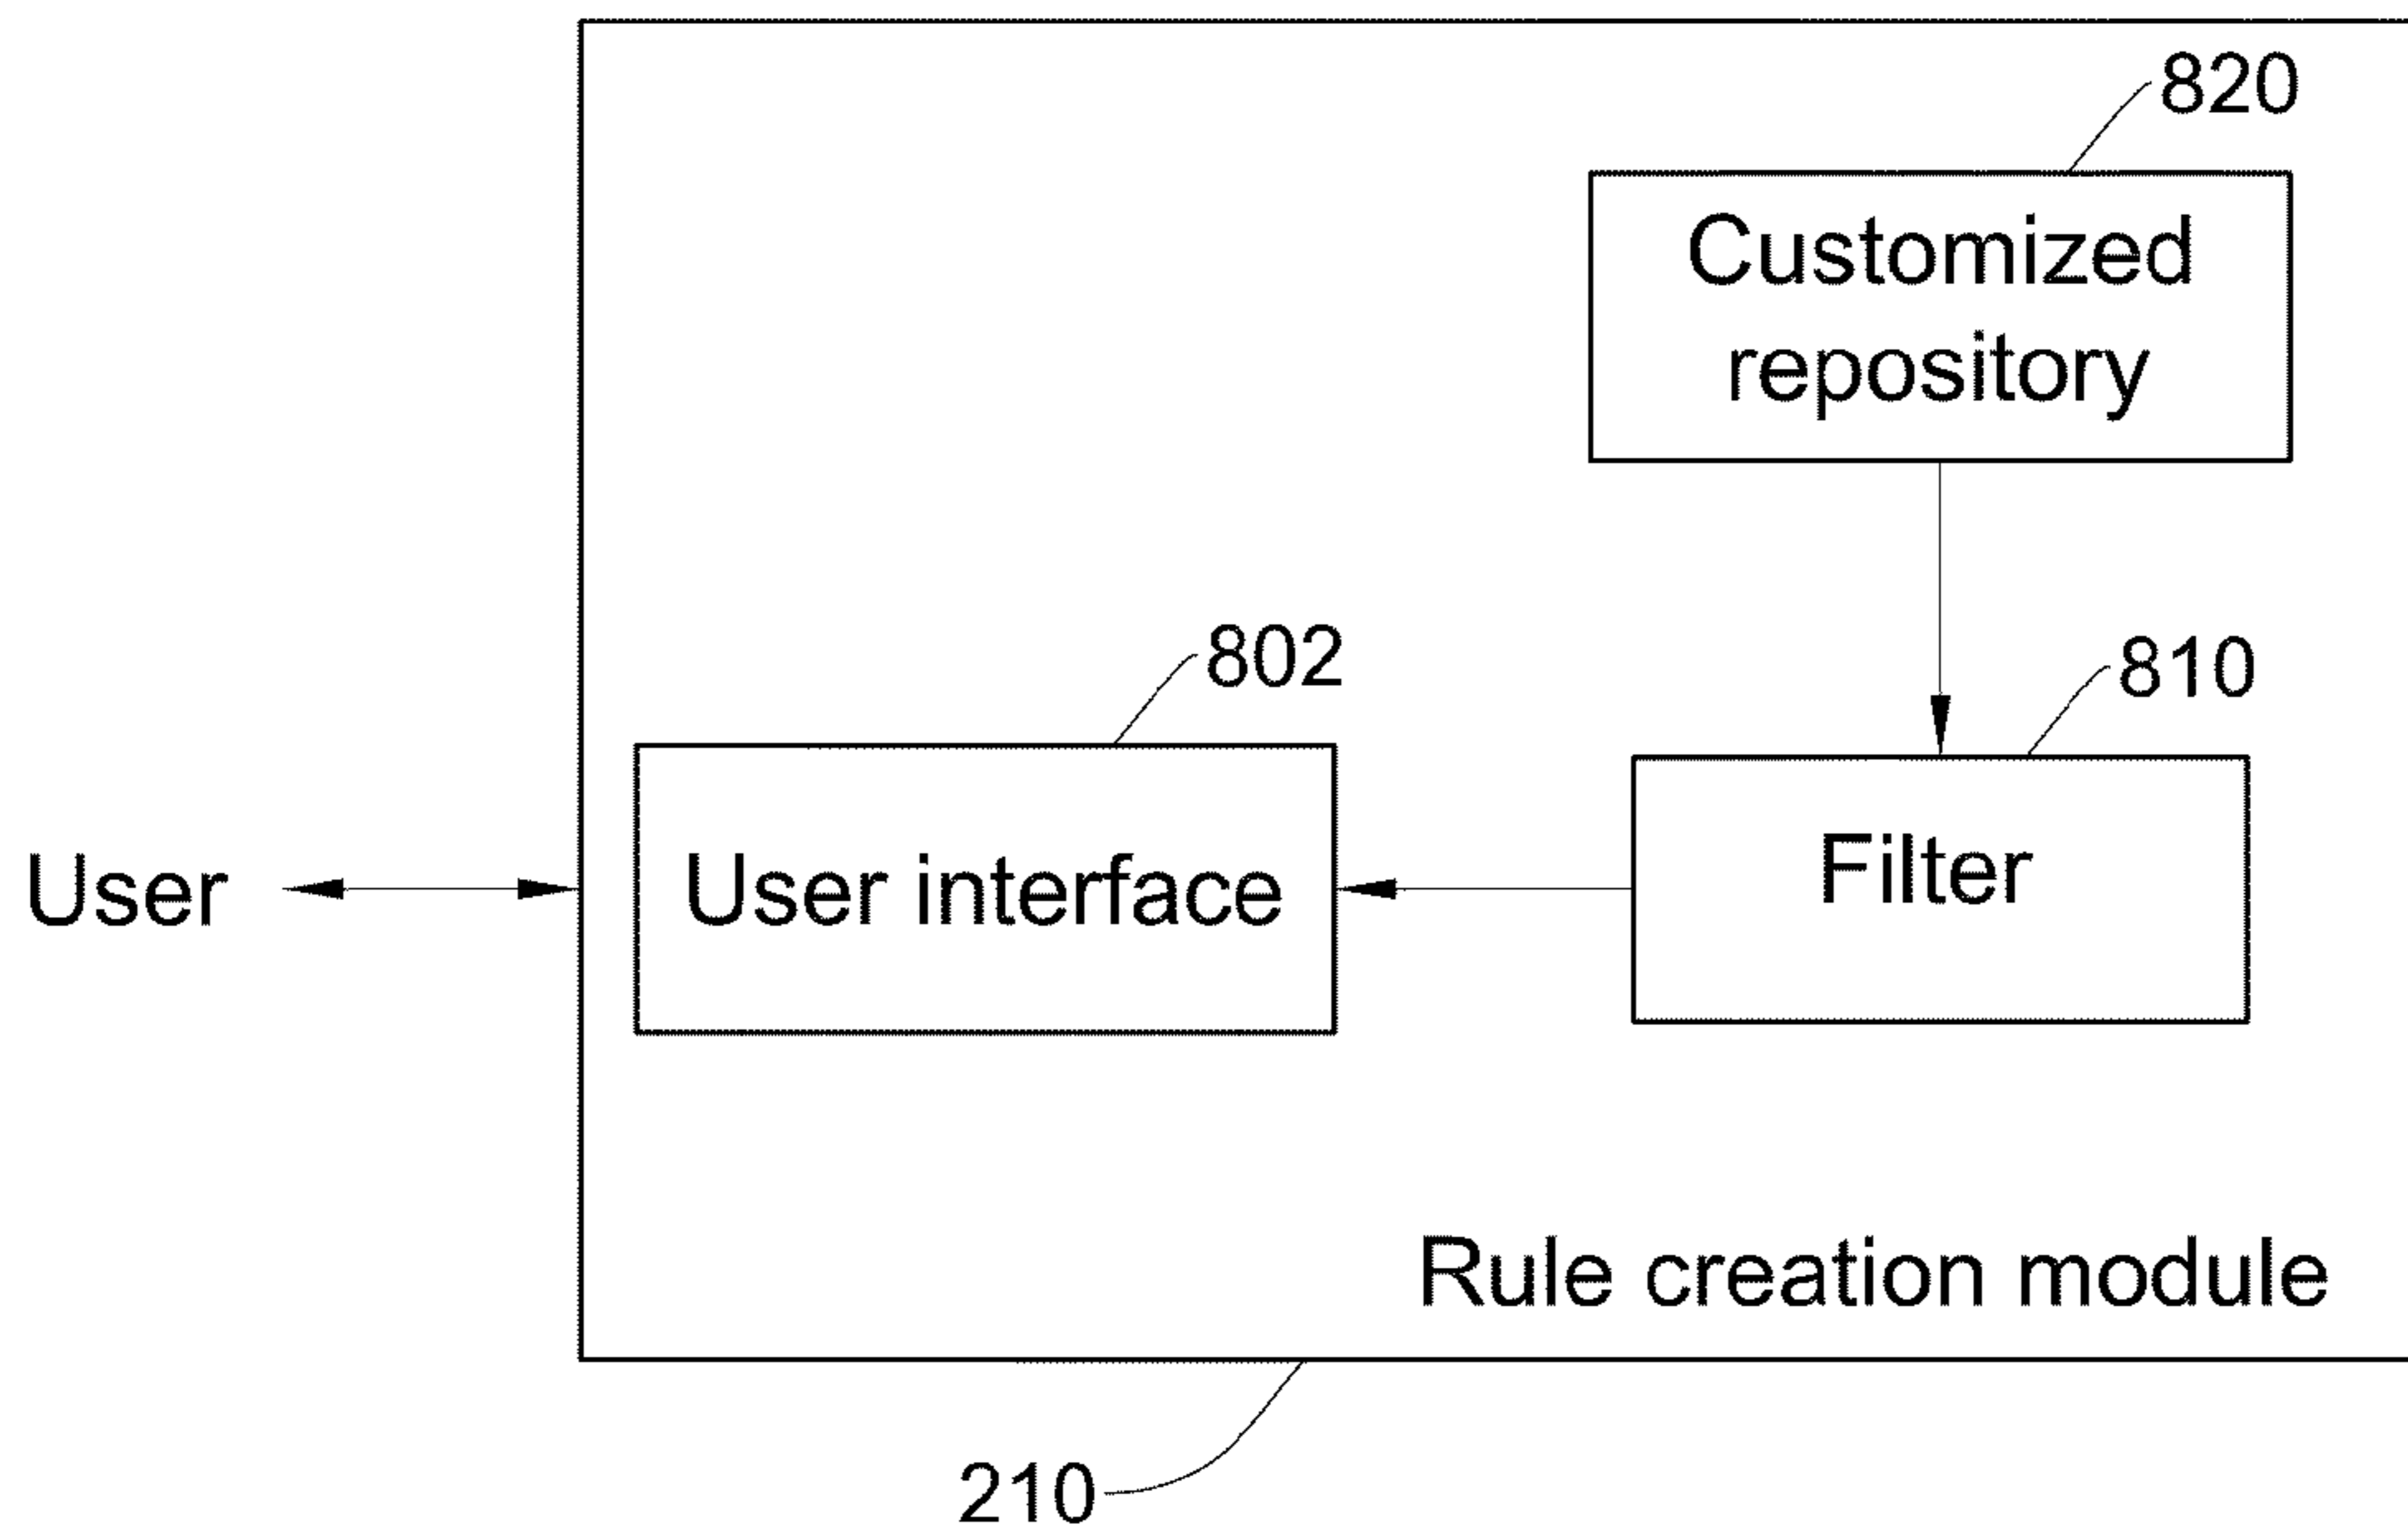 820
Customized
repository
802
810
User
User interface
Filter
Rule creation module
210